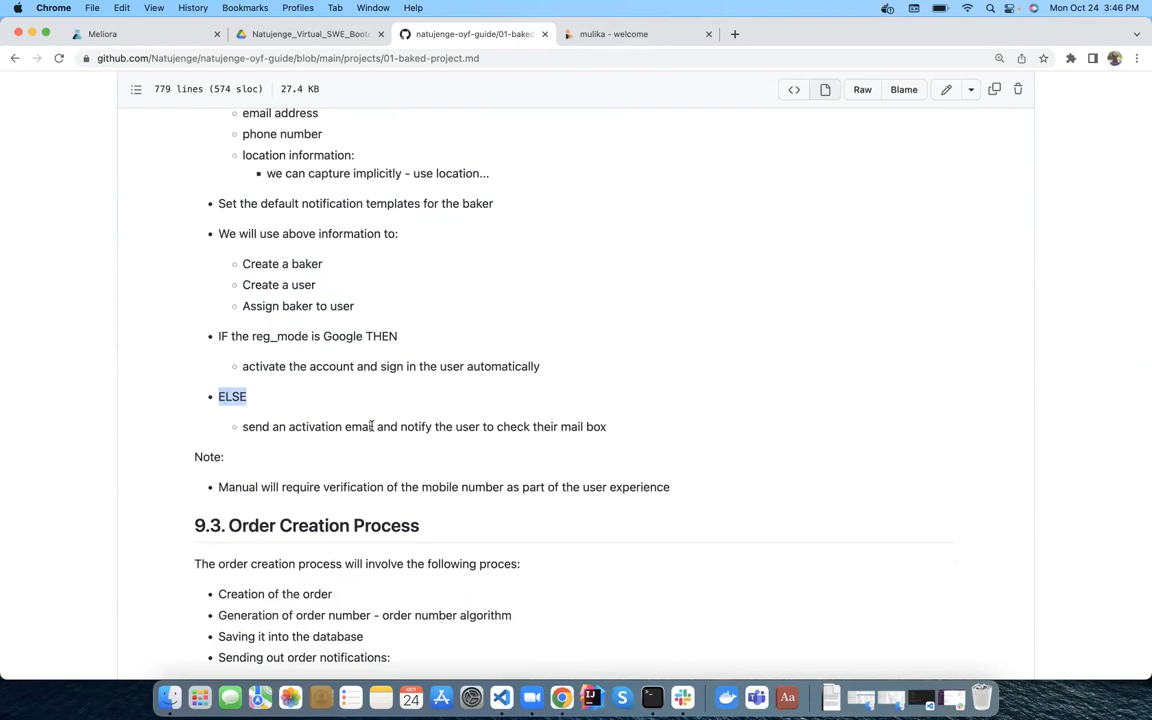 Chrome File Edit View History Bookmarks Profiles Tab Window Help Mon Oct 24 3:46 PM
Meliora Natujenge_Virtual_SWE_Boot natujenge-oyf-guide/01-baked mulika - welcome
github.com/Natujenge/natujenge-oyf-guide/blob/main/projects/01-baked-project.md
779 lines (574 sloc) 27.4 KB Raw Blame
email address
phone number
location information:
we can capture implicitly - use location...
Set the default notification templates for the baker
We will use above information to:
Create a baker
Create a user
Assign baker to user
IF the reg_mode is Google THEN
activate the account and sign in the user automatically
ELSE
send an activation email and notify the user to check their mail box
Note:
Manual will require verification of the mobile number as part of the user experience
9.3. Order Creation Process
The order creation process will involve the following proces:
Creation of the order
Generation of order number - order number algorithm
Saving it into the database
Sending out order notifications: